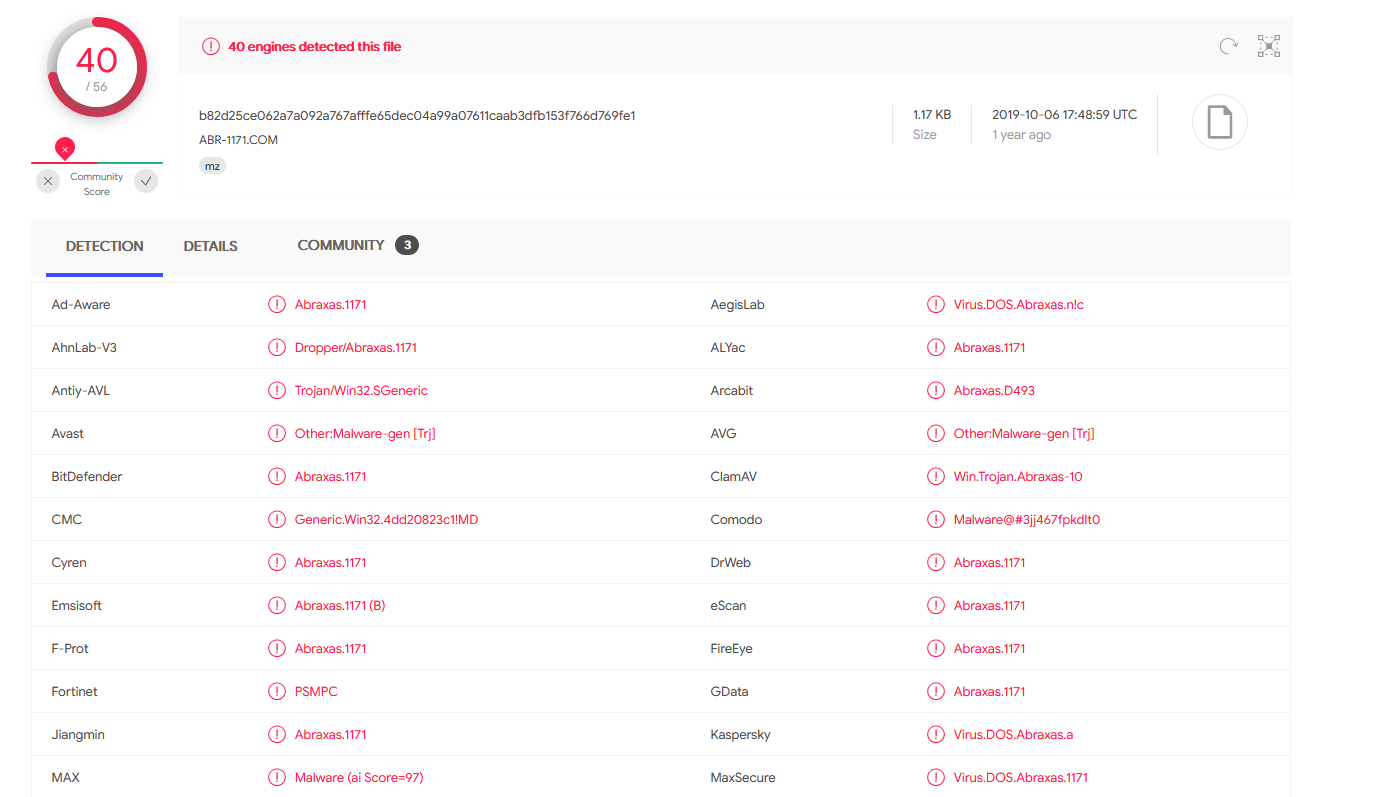 40
/ 56
Community
Score
40 engines detected this file
b82d25ce062a7a092a767afffe65dec04a99a07611caab3dfb153f766d769fe1
ABR-1171.COM
mz
1.17 KB
Size
2019-10-06 17:48:59 UTC
1 year ago
DETECTION DETAILS COMMUNITY 3
Ad-Aware Abraxas.1171 AegisLab Virus.DOS.Abraxas.n!c
AhnLab-V3 Dropper/Abraxas.1171 ALYac Abraxas.1171
Antiy-AVL Trojan/Win32.SGeneric Arcabit Abraxas.D493
Avast Other:Malware-gen [Trj] AVG Other:Malware-gen [Trj]
BitDefender Abraxas.1171 ClamAV Win.Trojan.Abraxas-10
CMC Generic.Win32.4dd20823c1!MD Comodo Malware@#3jj467fpkdlt0
Cyren Abraxas.1171 DrWeb Abraxas.1171
Emsisoft Abraxas.1171 (B) eScan Abraxas.1171
F-Prot Abraxas.1171 FireEye Abraxas.1171
Fortinet PSMPC GData Abraxas.1171
Jiangmin Abraxas.1171 Kaspersky Virus.DOS.Abraxas.a
MAX Malware (ai Score=97) MaxSecure Virus.DOS.Abraxas.1171